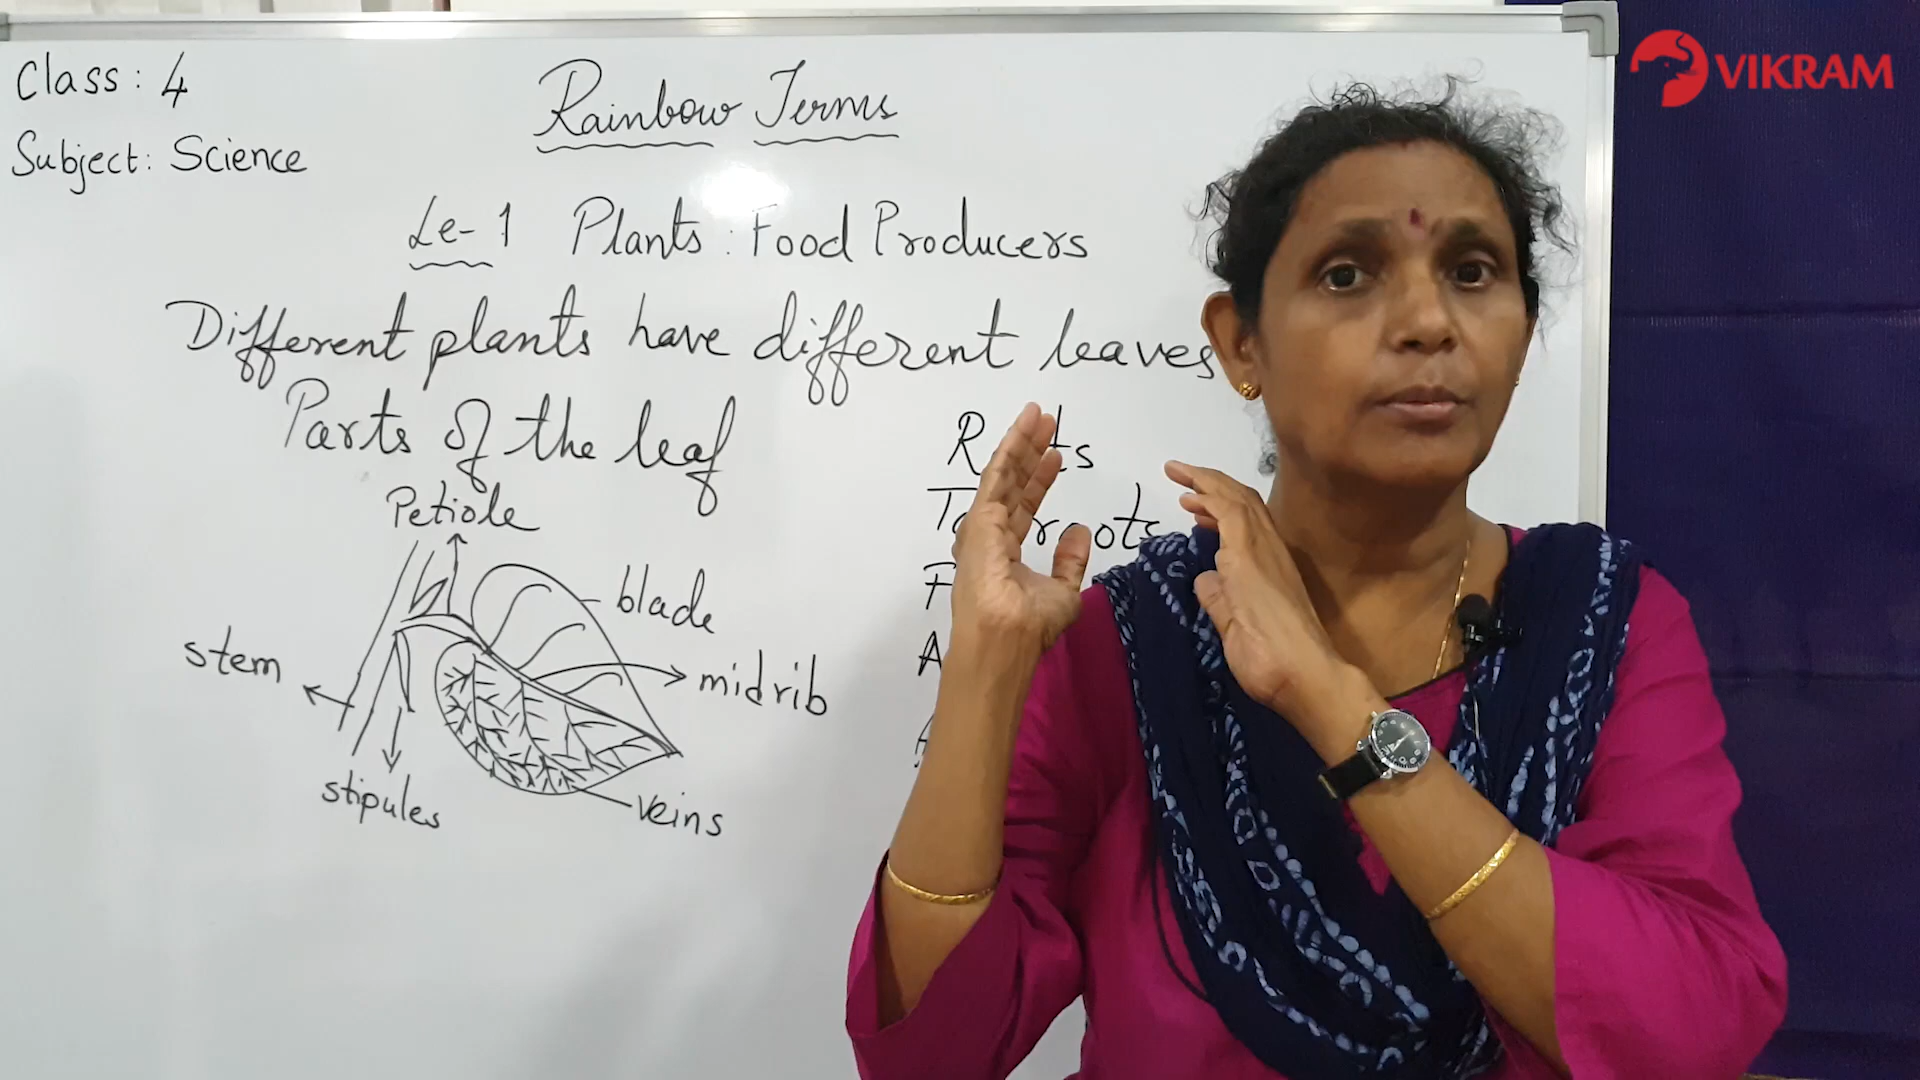 Class: 4
Subject: Science
Rainbow Terms
Le-1 Plants: Food Producers
Different plants have different leaves
Parts of the leaf
Petiole
blade
stem
midrib
stipules
veins
VIKRAM